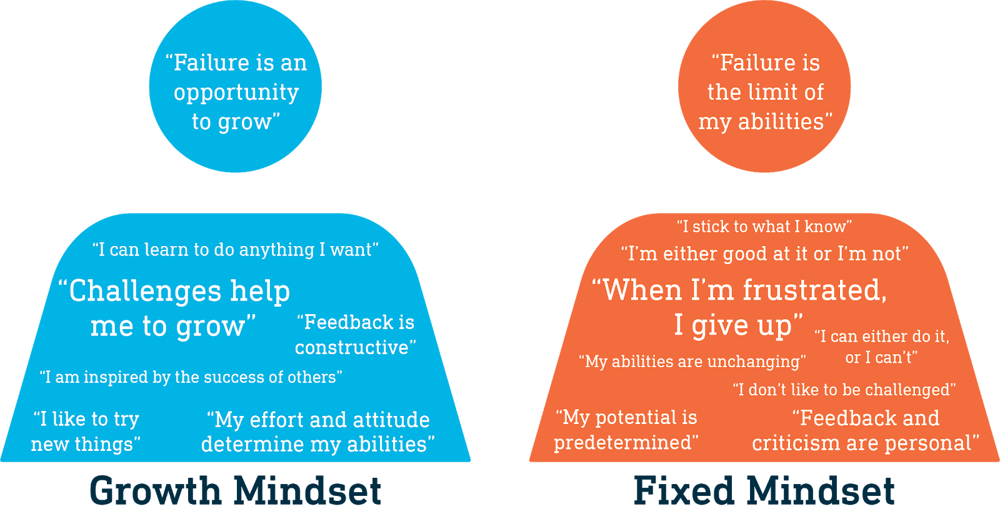 “Failure is an
opportunity
to grow”
“I can learn to do anything I want”
“Challenges help
me to grow”
“Feedback is
constructive”
“I am inspired by the success of others”
“I like to try
new things”
“My effort and attitude
determine my abilities”
Growth Mindset
“Failure is
the limit of
my abilities”
“I stick to what I know”
“I’m either good at it or I’m not”
“When I’m frustrated,
I give up”
“I can either do it,
or I can’t”
“My abilities are unchanging”
“I don’t like to be challenged”
“My potential is
predetermined”
“Feedback and
criticism are personal”
Fixed Mindset